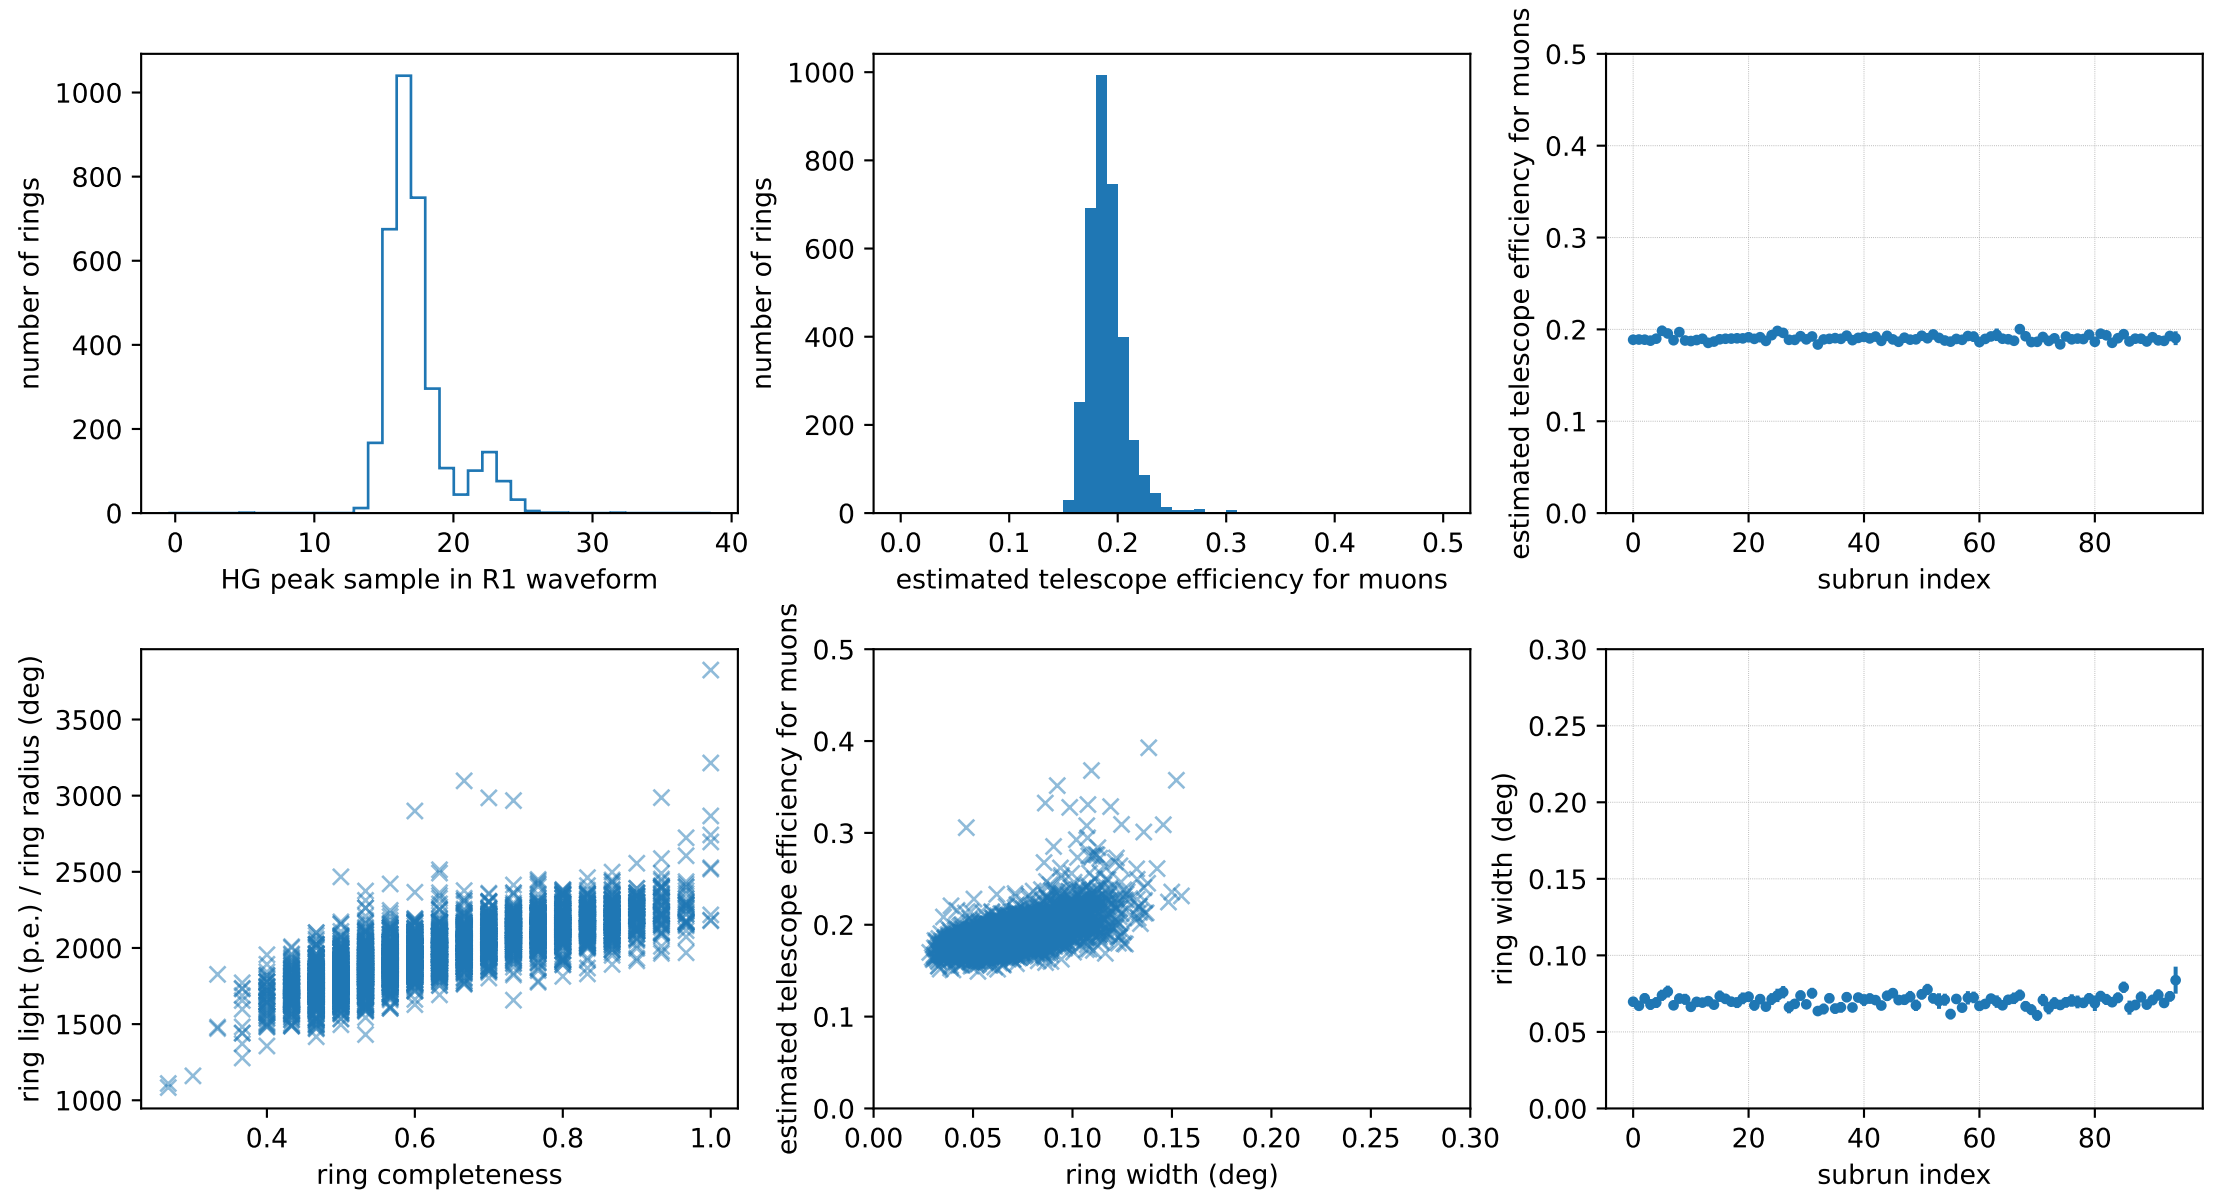 number of rings
1000
800
600
400
200
0
0 10 20 30 40
HG peak sample in R1 waveform
number of rings
1000
800
600
400
200
0
0.0 0.1 0.2 0.3 0.4 0.5
estimated telescope efficiency for muons
estimated telescope efficiency for muons
0.5
0.4
0.3
0.2
0.1
0.0
0 20 40 60 80
subrun index
ring light (p.e.) / ring radius (deg)
3500
3000
2500
2000
1500
1000
0.4 0.6 0.8 1.0
ring completeness
estimated telescope efficiency for muons
0.5
0.4
0.3
0.2
0.1
0.0
0.00 0.05 0.10 0.15 0.20 0.25 0.30
ring width (deg)
ring width (deg)
0.30
0.25
0.20
0.15
0.10
0.05
0.00
0 20 40 60 80
subrun index